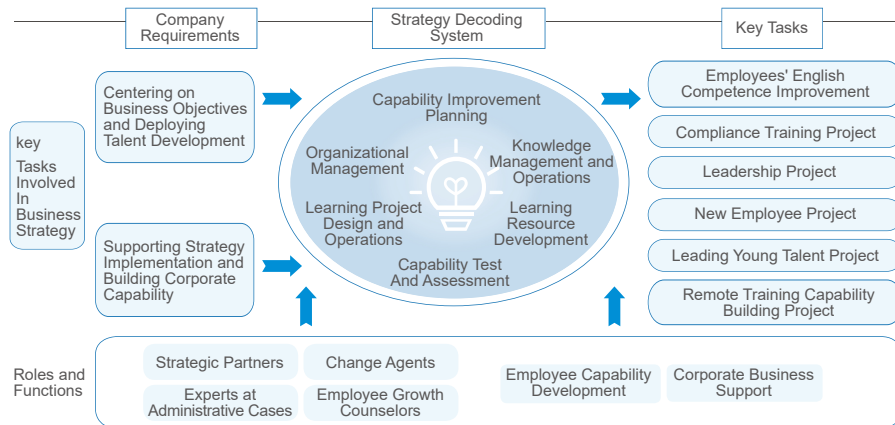 Company
Requirements
Strategy Decoding
System
Key Tasks
key
Tasks
Involved
In
Business
Strategy
Centering on
Business Objectives
and Deploying
Talent Development
Supporting Strategy
Implementation and
Building Corporate
Capability
Capability Improvement
Planning
Organizational
Management
Knowledge
Management and
Operations
Learning Project
Design and
Operations
Learning
Resource
Development
Capability Test
And Assessment
Employees' English
Competence Improvement
Compliance Training Project
Leadership Project
New Employee Project
Leading Young Talent Project
Remote Training Capability
Building Project
Roles and
Functions
Strategic Partners
Change Agents
Experts at
Administrative Cases
Employee Growth
Counselors
Employee Capability
Development
Corporate Business
Support